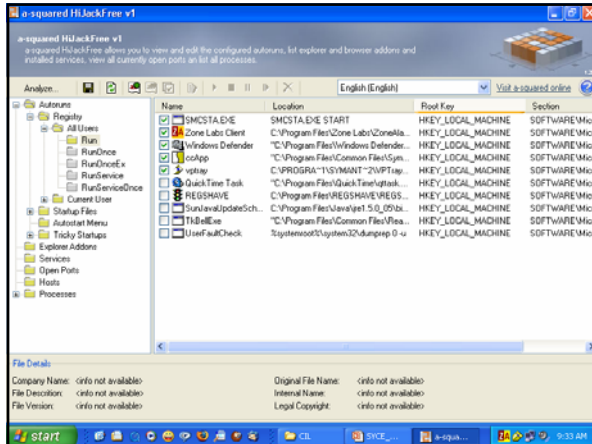 a-squared HiJackFree v1
a-squared HiJackFree v1
a-squared HiJackFree allows you to view and edit the configured autoruns, list explorer and browser addons and
installed services, view all currently open ports an list all processes.
Analyze... English (English) Visit a-squared online
Autoruns
Registry
All Users
Run
RunOnce
RunOnceEx
RunService
RunServiceOnce
Current User
Startup Files
Autostart Menu
Tricky Startups
Explorer Addons
Services
Open Ports
Hosts
Processes
Name Location Root Key Section
SMCSTA.EXE SMCSTA.EXE START HKEY_LOCAL_MACHINE SOFTWARE\Mic
Zone Labs Client C:\Program Files\Zone Labs\ZoneAla... HKEY_LOCAL_MACHINE SOFTWARE\Mic
Windows Defender "C:\Program Files\Windows Defender... HKEY_LOCAL_MACHINE SOFTWARE\Mic
ccApp "C:\Program Files\Common Files\Sym... HKEY_LOCAL_MACHINE SOFTWARE\Mic
vptray C:\PROGRA~1\SYMANT~2\VPTray... HKEY_LOCAL_MACHINE SOFTWARE\Mic
QuickTime Task "C:\Program Files\QuickTime\qttask.... HKEY_LOCAL_MACHINE SOFTWARE\Mic
REGSHAVE C:\Program Files\REGSHAVE\REGS... HKEY_LOCAL_MACHINE SOFTWARE\Mic
SunJavaUpdateSch... C:\Program Files\Java\jre1.5.0_05\bi... HKEY_LOCAL_MACHINE SOFTWARE\Mic
TkBellExe "C:\Program Files\Common Files\Rea... HKEY_LOCAL_MACHINE SOFTWARE\Mic
UserFaultCheck %systemroot%\system32\dumprep 0 -u HKEY_LOCAL_MACHINE SOFTWARE\Mic
File Details
Company Name: <info not available> Original File Name: <info not available>
File Descrition: <info not available> Internal Name: <info not available>
File Version: <info not available> Legal Copyright: <info not available>
start CIL SYCE_... a-squa... 9:33 AM